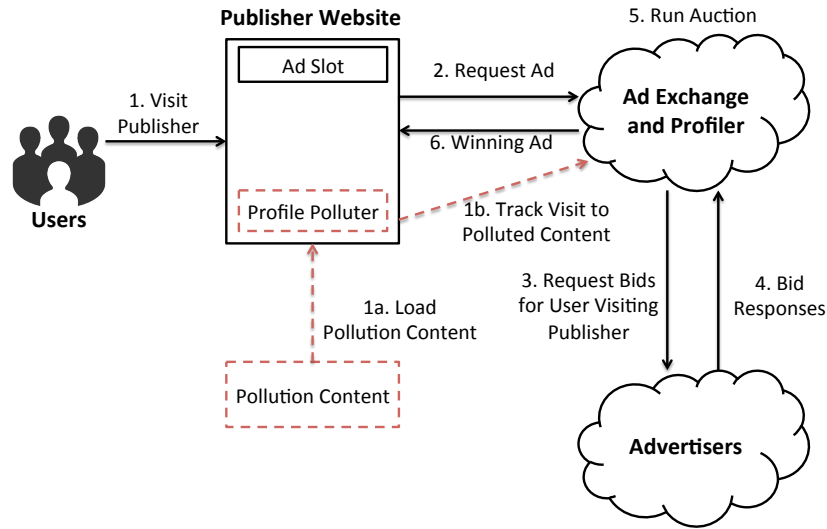 Publisher Website
5. Run Auction
Ad Slot
2. Request Ad
1. Visit
Publisher
Ad Exchange
and Profiler
6. Winning Ad
Users
Profile Polluter
1b. Track Visit to
Polluted Content
3. Request Bids
for User Visiting
Publisher
4. Bid
Responses
1a. Load
Pollution Content
Pollution Content
Advertisers